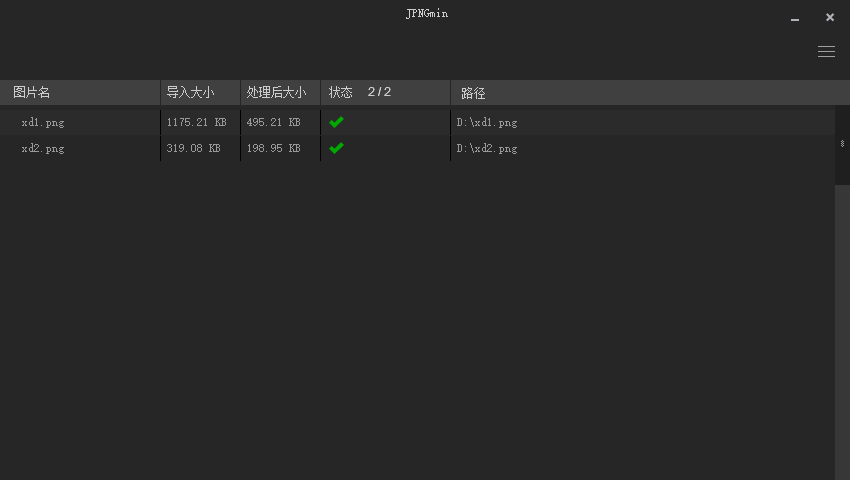 JPNGmin
图片名 导入大小 处理后大小 状态 2/2 路径
xd1.png 1175.21 KB 495.21 KB D:\xd1.png
xd2.png 319.08 KB 198.95 KB D:\xd2.png